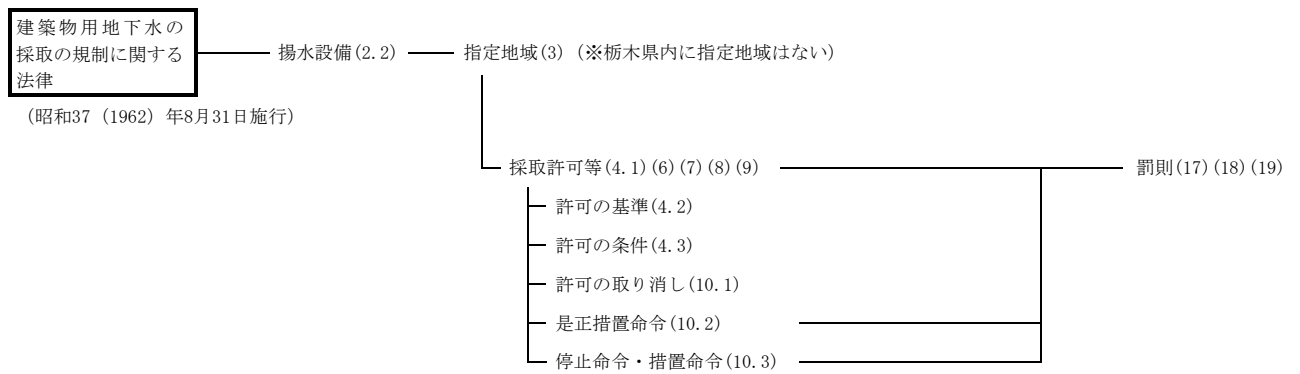 建築物用地下水の
採取の規制に関する
法律
揚水設備(2.2)
指定地域(3)（※栃木県内に指定地域はない）
（昭和37（1962）年8月31日施行）
採取許可等(4.1)(6)(7)(8)(9)
罰則(17)(18)(19)
許可の基準(4.2)
許可の条件(4.3)
許可の取り消し(10.1)
是正措置命令(10.2)
停止命令・措置命令(10.3)